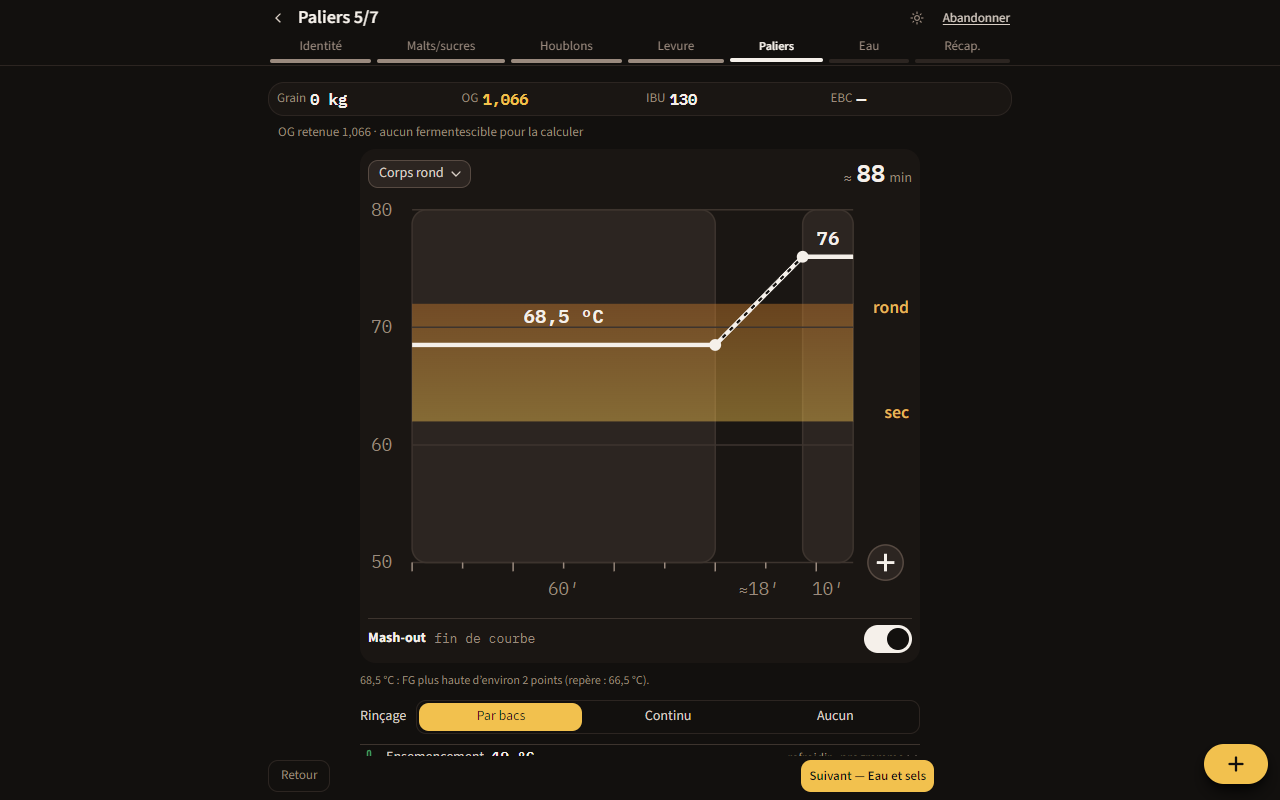 Paliers 5/7
Abandonner
Identité Malts/sucres Houblons Levure Paliers Eau Récap.
Grain 0 kg OG 1,066 IBU 130 EBC –
OG retenue 1,066 · aucun fermentescible pour la calculer
Corps rond
≈ 88 min
80
76
rond
68,5 °C
70
sec
60
50
60′ ≈18′ 10′
Mash-out fin de courbe
68,5 °C : FG plus haute d’environ 2 points (repère : 66,5 °C).
Rinçage Par bacs Continu Aucun
Ensemencement
Retour
Suivant — Eau et sels